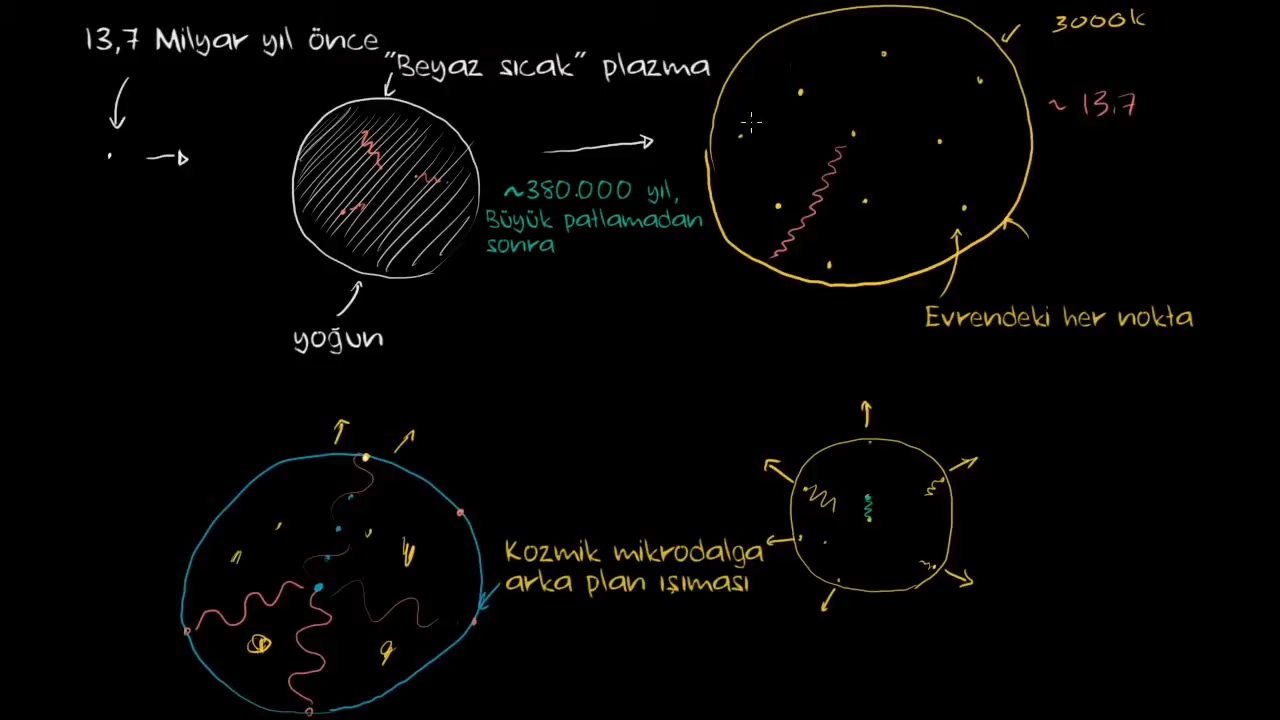 13,7 Milyar yıl önce
"Beyaz sıcak" plazma
3000k
~ 13.7
~380.000 yıl,
Büyük patlamadan
sonra
yoğun
Evrendeki her nokta
Kozmik mikrodalga
arka plan ışıması